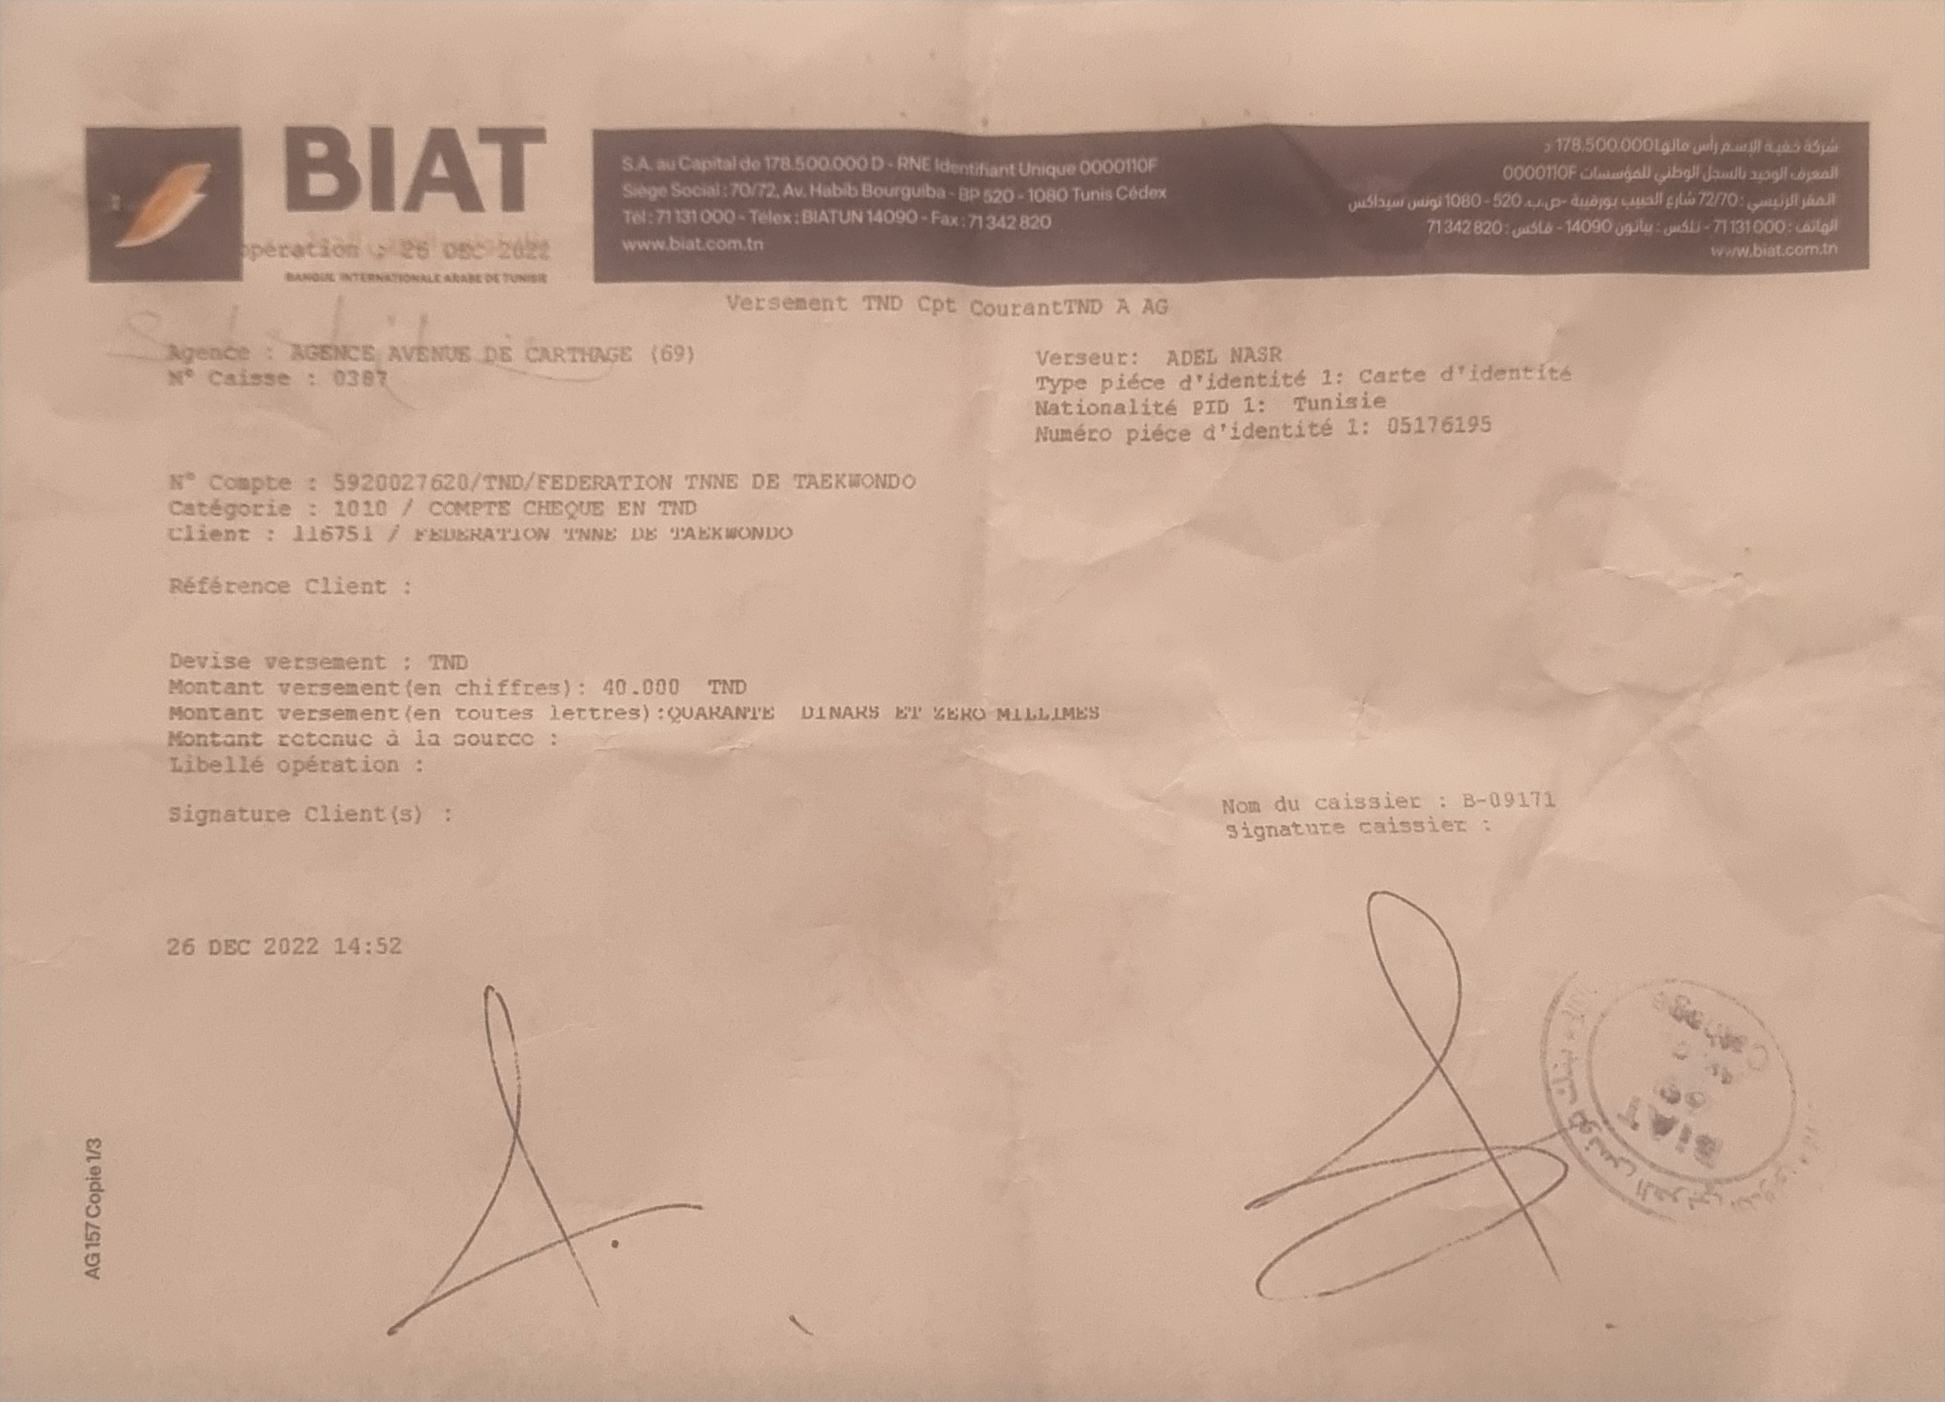 BIAT
opération : 26 DEC 2022
BANQUE INTERNATIONALE ARABE DE TUNISIE
S.A. au Capital de 178.500.000 D - RNE Identifiant Unique 0000110F
Siège Social : 70/72, Av. Habib Bourguiba - BP 520 - 1080 Tunis Cédex
Tél : 71 131 000 - Télex : BIATUN 14090 - Fax : 71 342 820
www.biat.com.tn
شركة خفية الإسم رأس مالها 178.500.000 د
المعرف الوحيد بالسجل الوطني للمؤسسات 0000110F
المقر الرئيسي : 72/70 شارع الحبيب بورقيبة -ص.ب. 520 - 1080 تونس سيداكس
الهاتف : 71 131 000 - تلكس : بياتون 14090 - فاكس : 71 342 820
www.biat.com.tn
Versement TND Cpt CourantTND A AG
Agence : AGENCE AVENUE DE CARTHAGE (69)
N° Caisse : 0387
Verseur: ADEL NASR
Type piéce d'identité 1: Carte d'identité
Nationalité PID 1: Tunisie
Numéro piéce d'identité 1: 05176195
N° Compte : 5920027620/TND/FEDERATION TNNE DE TAEKWONDO
Catégorie : 1010 / COMPTE CHEQUE EN TND
Client : 116751 / FEDERATION TNNE DE TAEKWONDO
Référence Client :
Devise versement : TND
Montant versement(en chiffres): 40.000 TND
Montant versement(en toutes lettres):QUARANTE DINARS ET ZERO MILLIMES
Montant retenue à la source :
Libellé opération :
Signature Client(s) :
Nom du caissier : B-09171
Signature caissier :
26 DEC 2022 14:52
BIAT
AG 157 Copie 1/3